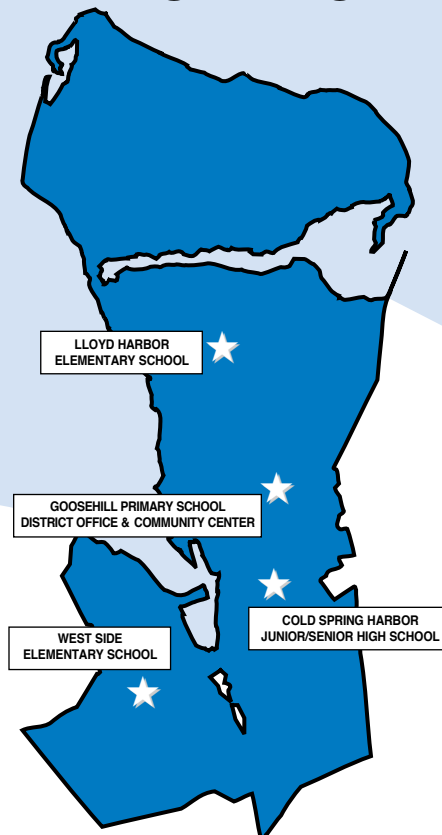 LLOYD HARBOR
ELEMENTARY SCHOOL
GOOSEHILL PRIMARY SCHOOL
DISTRICT OFFICE & COMMUNITY CENTER
COLD SPRING HARBOR
JUNIOR/SENIOR HIGH SCHOOL
WEST SIDE
ELEMENTARY SCHOOL